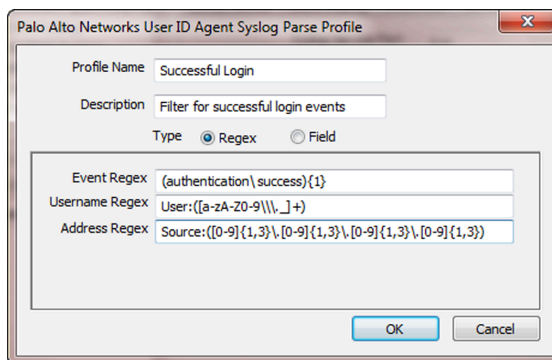 Palo Alto Networks User ID Agent Syslog Parse Profile
Profile Name Successful Login
Description Filter for successful login events
Type Regex Field
Event Regex (authentication\ success){1}
Username Regex User:([a-zA-Z0-9\\\._]+)
Address Regex Source:([0-9]{1,3}\.[0-9]{1,3}\.[0-9]{1,3}\.[0-9]{1,3})
OK Cancel